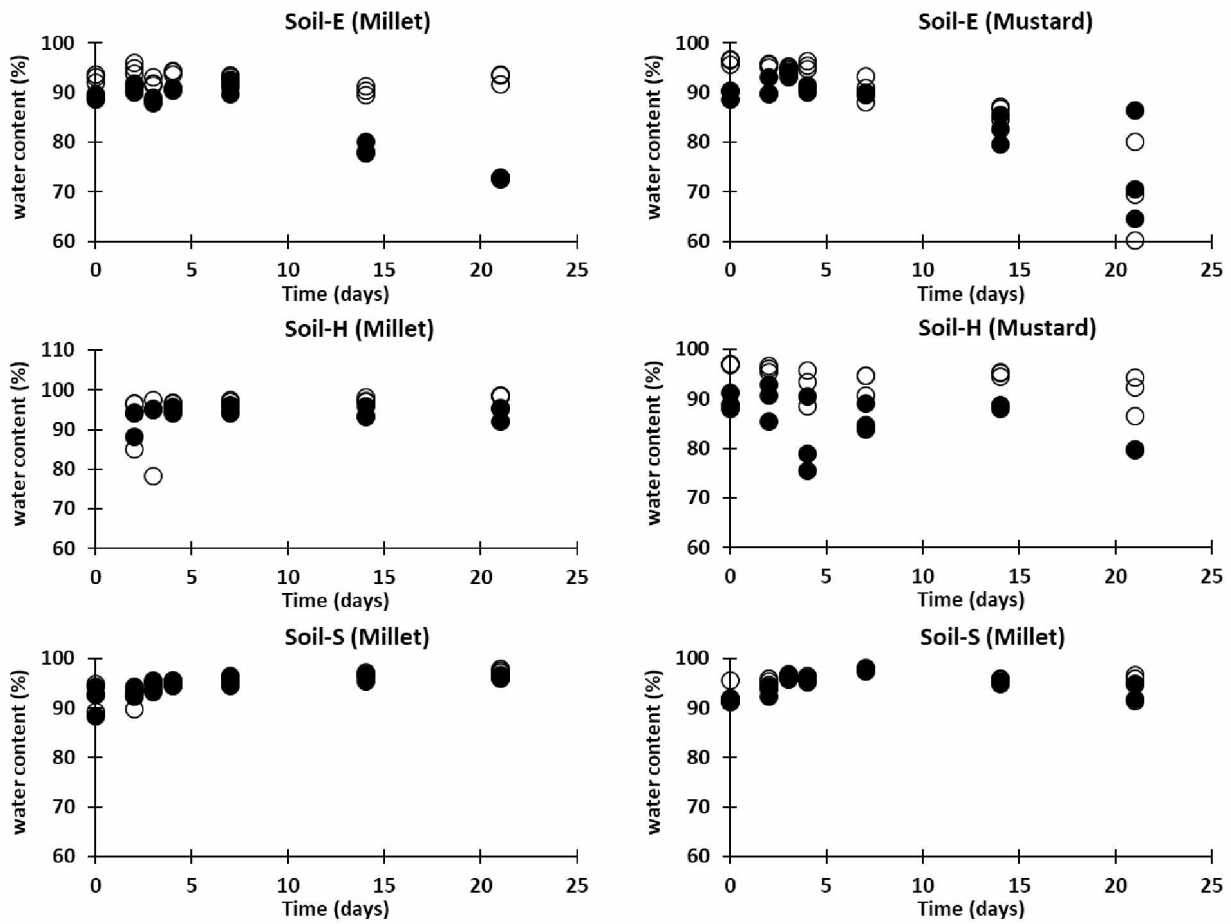 Soil-E (Millet)
water content (%)
100
90
80
70
60
0 5 10 15 20 25
Time (days)
Soil-E (Mustard)
water content (%)
100
90
80
70
60
0 5 10 15 20 25
Time (days)
Soil-H (Millet)
water content (%)
110
100
90
80
70
60
0 5 10 15 20 25
Time (days)
Soil-H (Mustard)
water content (%)
100
90
80
70
60
0 5 10 15 20 25
Time (days)
Soil-S (Millet)
water content (%)
100
90
80
70
60
0 5 10 15 20 25
Time (days)
Soil-S (Millet)
water content (%)
100
90
80
70
60
0 5 10 15 20 25
Time (days)